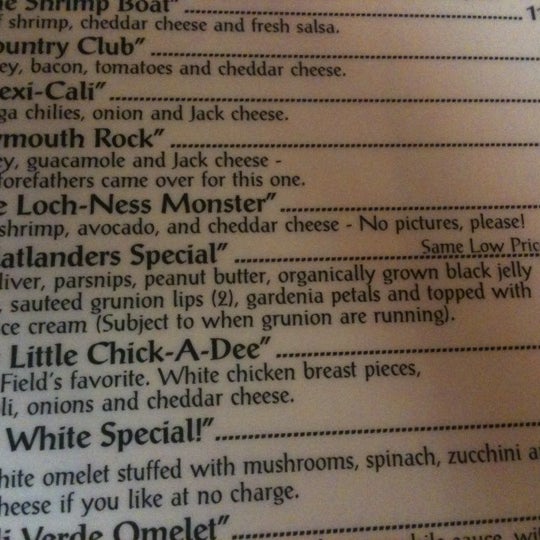 e Shrimp Boat"
f shrimp, cheddar cheese and fresh salsa.
ountry Club"
ey, bacon, tomatoes and cheddar cheese.
exi-Cali"
ga chilies, onion and Jack cheese.
ymouth Rock"
ey, guacamole and Jack cheese -
orefathers came over for this one.
e Loch-Ness Monster"
shrimp, avocado, and cheddar cheese - No pictures, please!
atlanders Special" Same Low Pric
liver, parsnips, peanut butter, organically grown black jelly
, sauteed grunion lips (2), gardenia petals and topped with
ce cream (Subject to when grunion are running).
Little Chick-A-Dee"
Field's favorite. White chicken breast pieces,
li, onions and cheddar cheese.
White Special!"
hite omelet stuffed with mushrooms, spinach, zucchini a
heese if you like at no charge.
li Verde Omelet"